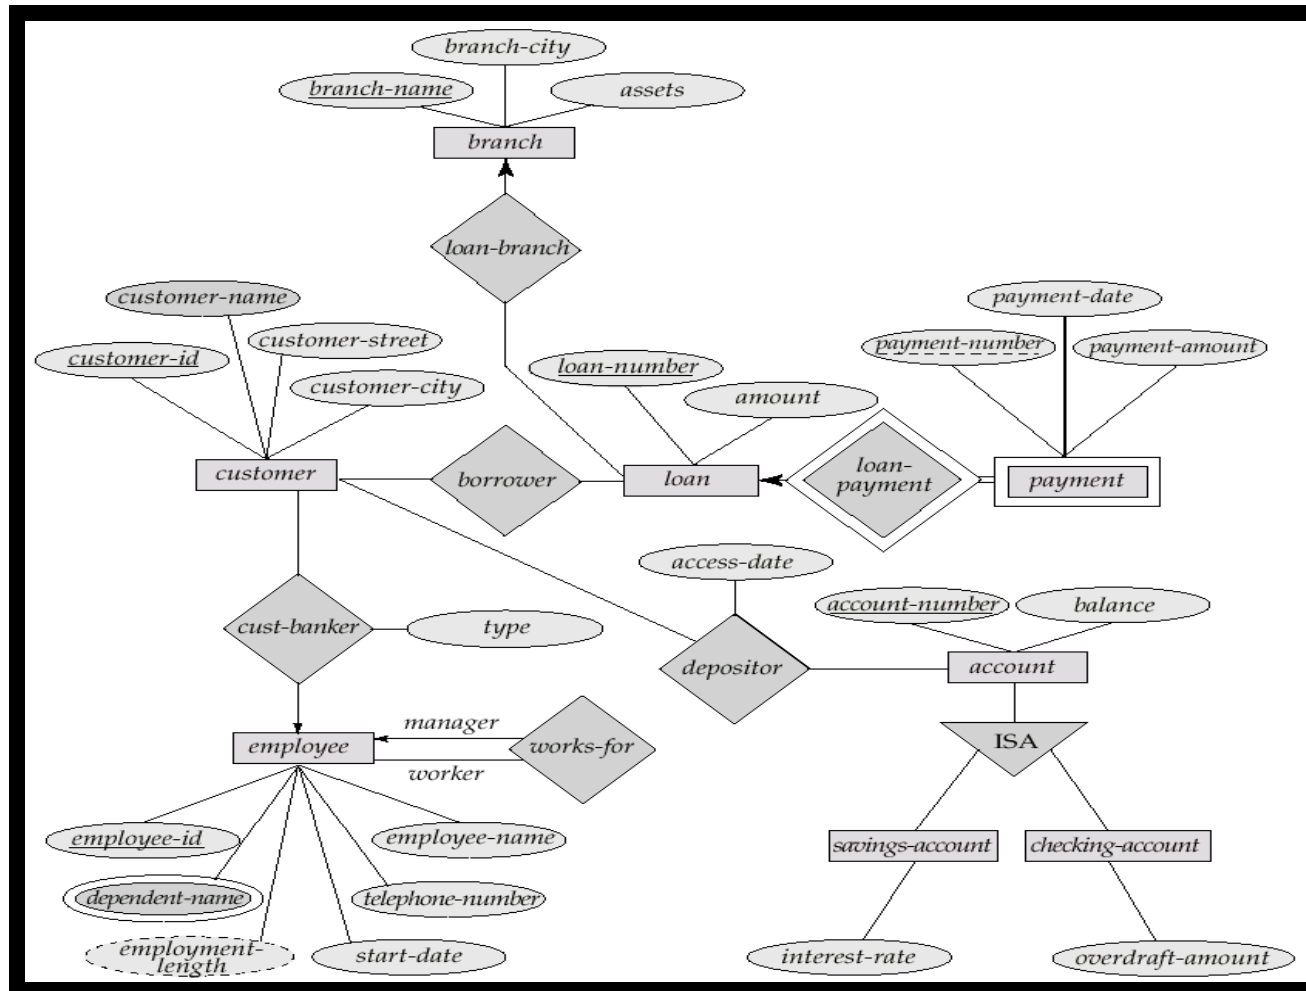 branch-city
branch-name
assets
branch
loan-branch
customer-name
customer-street
customer-id
customer-city
payment-date
payment-number
payment-amount
loan-number
amount
customer
borrower
loan
loan-
payment
payment
access-date
account-number
balance
cust-banker
type
depositor
account
manager
employee
works-for
worker
ISA
employee-id
employee-name
savings-account
checking-account
dependent-name
telephone-number
employment-
length
start-date
interest-rate
overdraft-amount